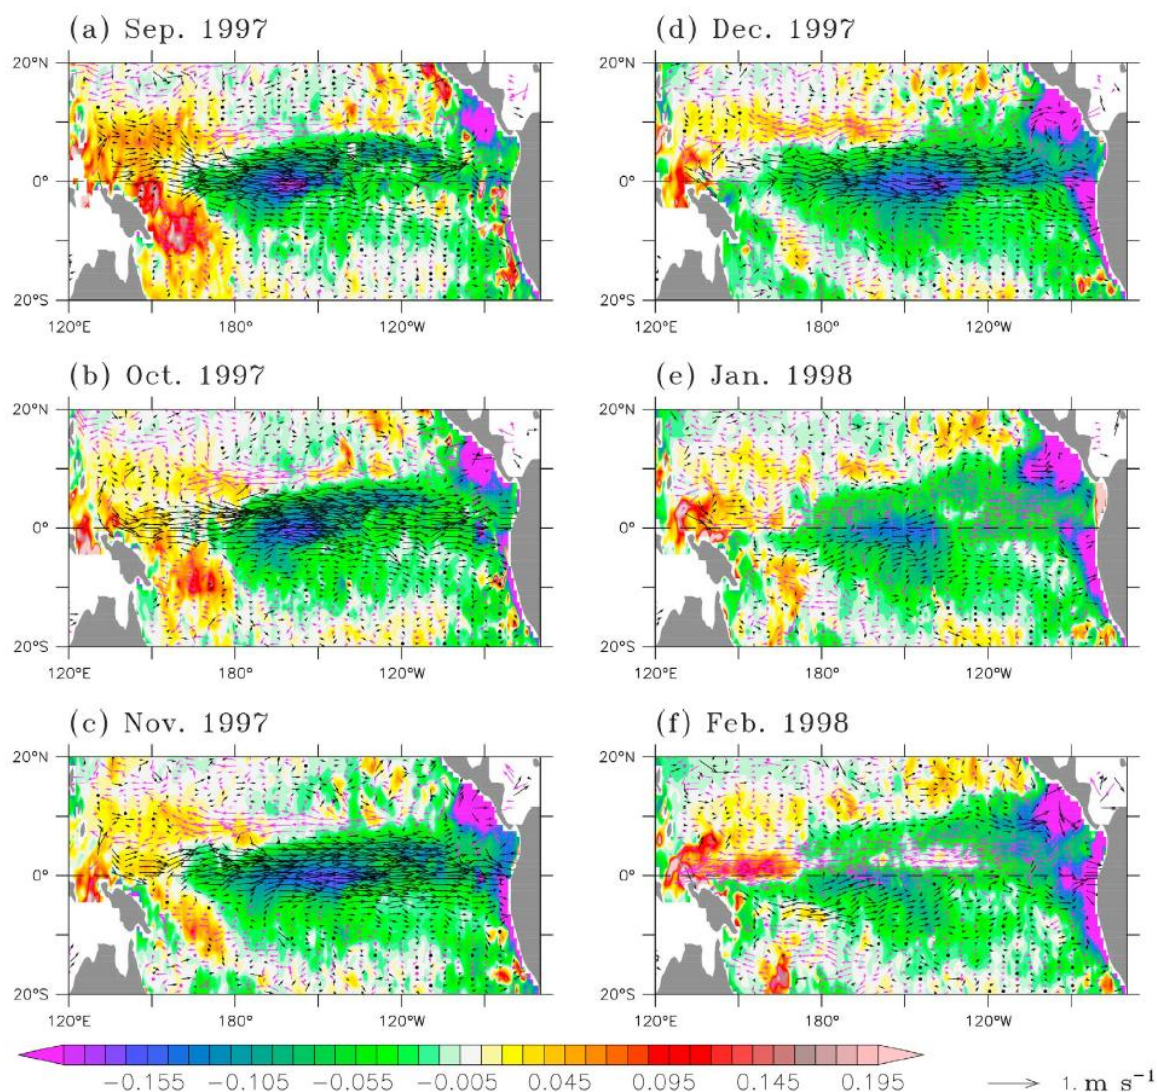 (a) Sep. 1997
20°N
0°
20°S
120°E 180° 120°W
(b) Oct. 1997
20°N
0°
20°S
120°E 180° 120°W
(c) Nov. 1997
20°N
0°
20°S
120°E 180° 120°W
(d) Dec. 1997
20°N
0°
20°S
120°E 180° 120°W
(e) Jan. 1998
20°N
0°
20°S
120°E 180° 120°W
(f) Feb. 1998
20°N
0°
20°S
120°E 180° 120°W
−0.155 −0.105 −0.055 −0.005 0.045 0.095 0.145 0.195 1. m s⁻¹